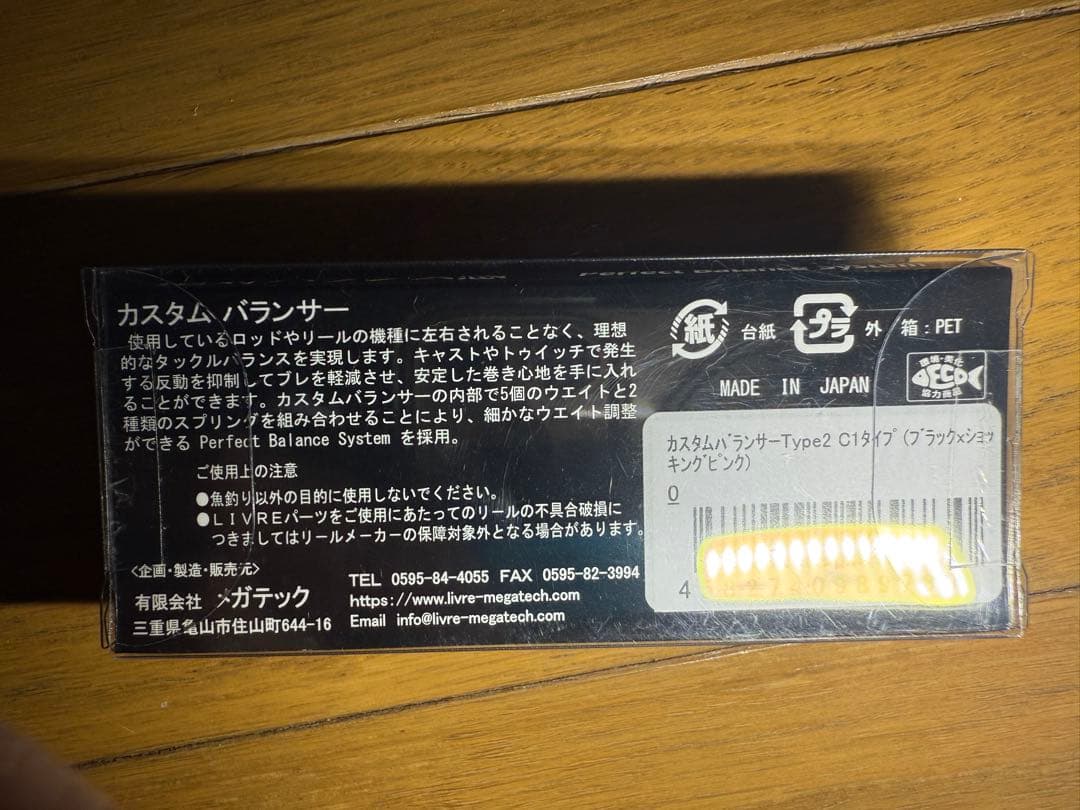 カスタム バランサー
使用しているロッドやリールの機種に左右されることなく、理想
的なタックルバランスを実現します。キャストやトゥイッチで発生
する反動を抑制してブレを軽減させ、安定した巻き心地を手に入れ
ることができます。カスタムバランサーの内部で5個のウエイトと2
種類のスプリングを組み合わせることにより、細かなウエイト調整
ができる Perfect Balance System を採用。
ご使用上の注意
●魚釣り以外の目的に使用しないでください。
●LIVREパーツをご使用にあたってのリールの不具合破損に
つきましてはリールメーカーの保障対象外となる場合があります。
<企画・製造・販売元>
有限会社 メガテック
三重県亀山市住山町644-16
TEL 0595-84-4055 FAX 0595-82-3994
https://www.livre-megatech.com
Email info@livre-megatech.com
紙 台紙 プラ 外 箱:PET
MADE IN JAPAN
環境・美化
ECO
協力商品
カスタムバランサーType2 C1タイプ(ブラック×ショッ
キングピンク)
0
4